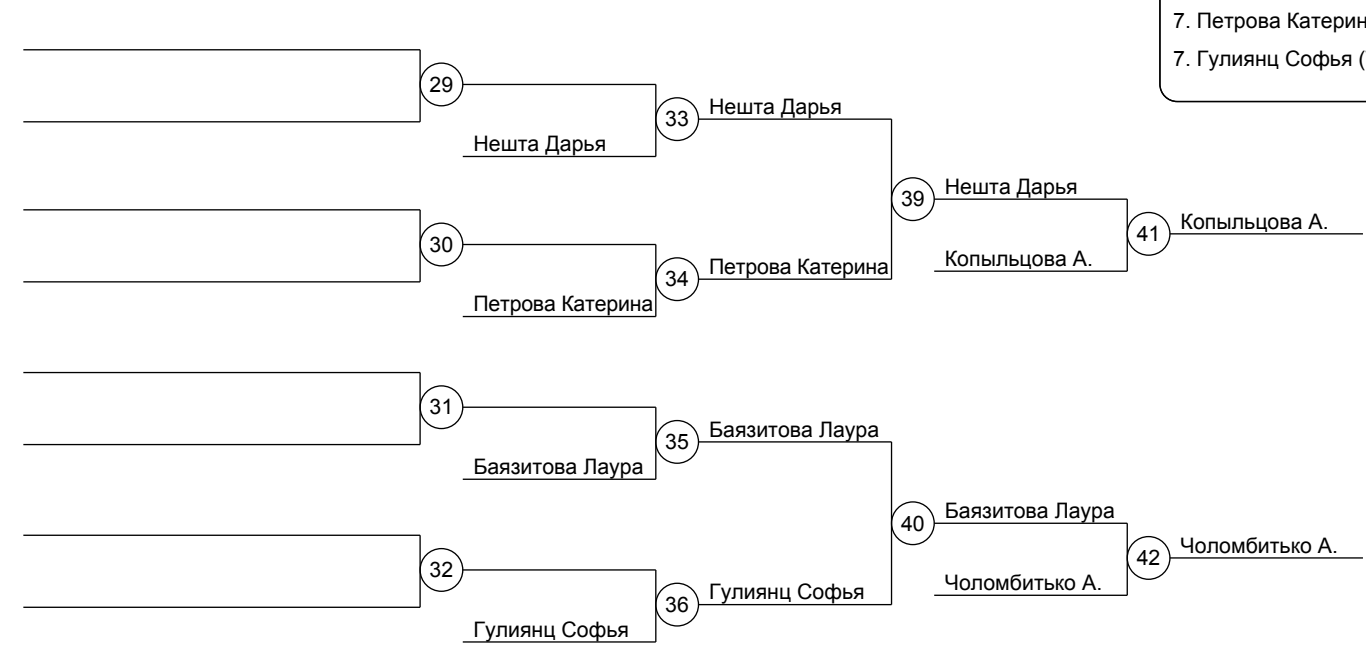 7. Петрова Катерин
7. Гулиянц Софья (
29
33
Нешта Дарья
Нешта Дарья
39
Нешта Дарья
41
Копыльцова А.
30
34
Петрова Катерина
Копыльцова А.
Петрова Катерина
31
35
Баязитова Лаура
Баязитова Лаура
40
Баязитова Лаура
42
Чоломбитько А.
32
36
Гулиянц Софья
Чоломбитько А.
Гулиянц Софья